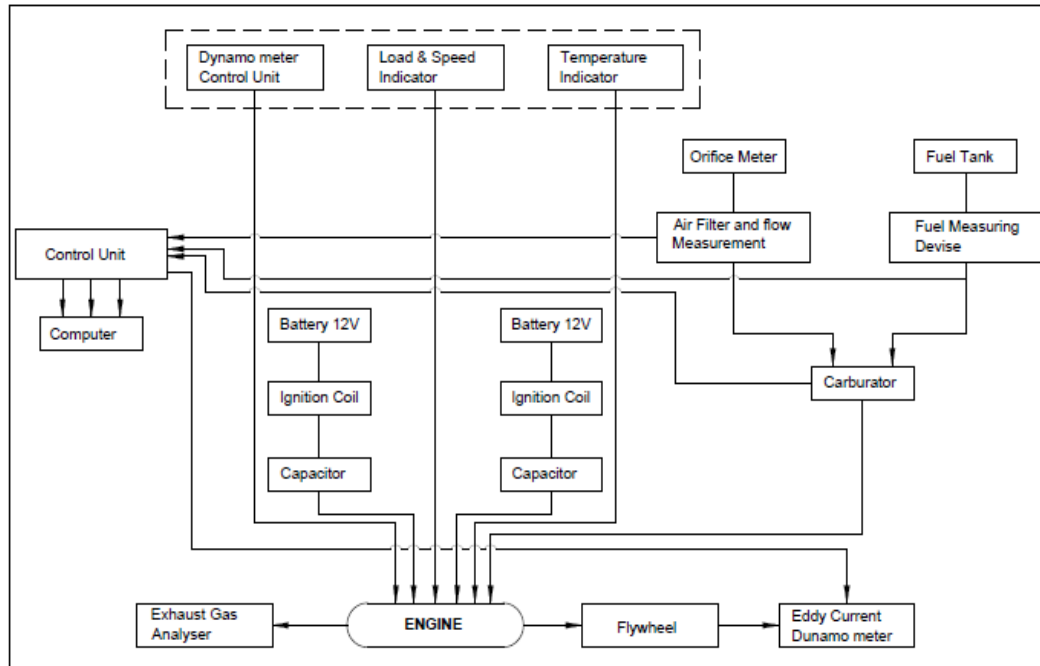 Dynamo meter
Control Unit
Load & Speed
Indicator
Temperature
Indicator
Orifice Meter
Fuel Tank
Air Filter and flow
Measurement
Fuel Measuring
Devise
Control Unit
Computer
Battery 12V
Battery 12V
Carburator
Ignition Coil
Ignition Coil
Capacitor
Capacitor
Exhaust Gas
Analyser
ENGINE
Flywheel
Eddy Current
Dunamo meter